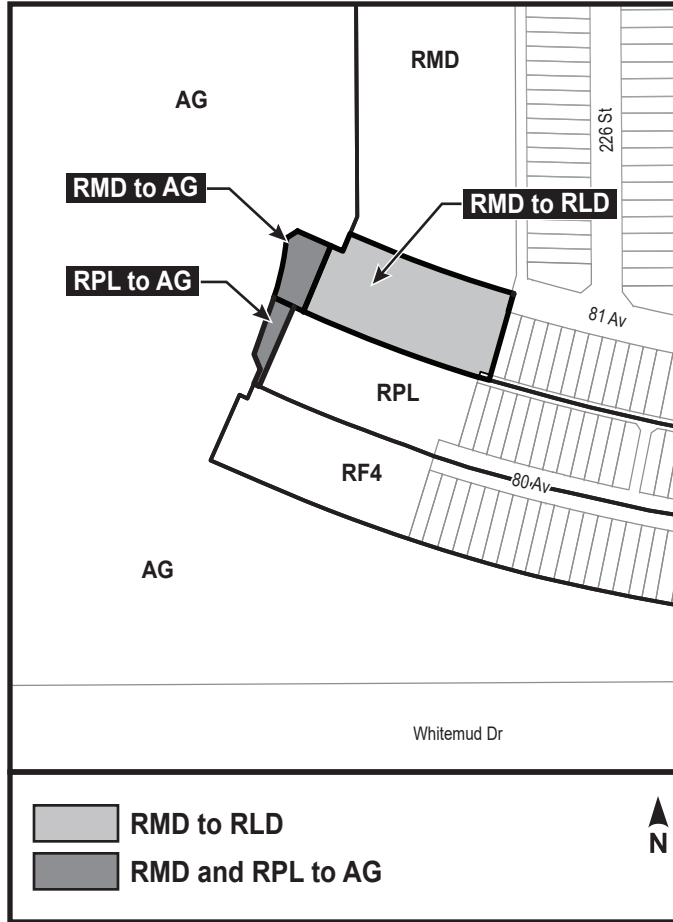 RMD
AG
226 St
RMD to AG
RMD to RLD
RPL to AG
81 Av
RPL
RF4
80 Av
AG
Whitemud Dr
RMD to RLD
RMD and RPL to AG
N